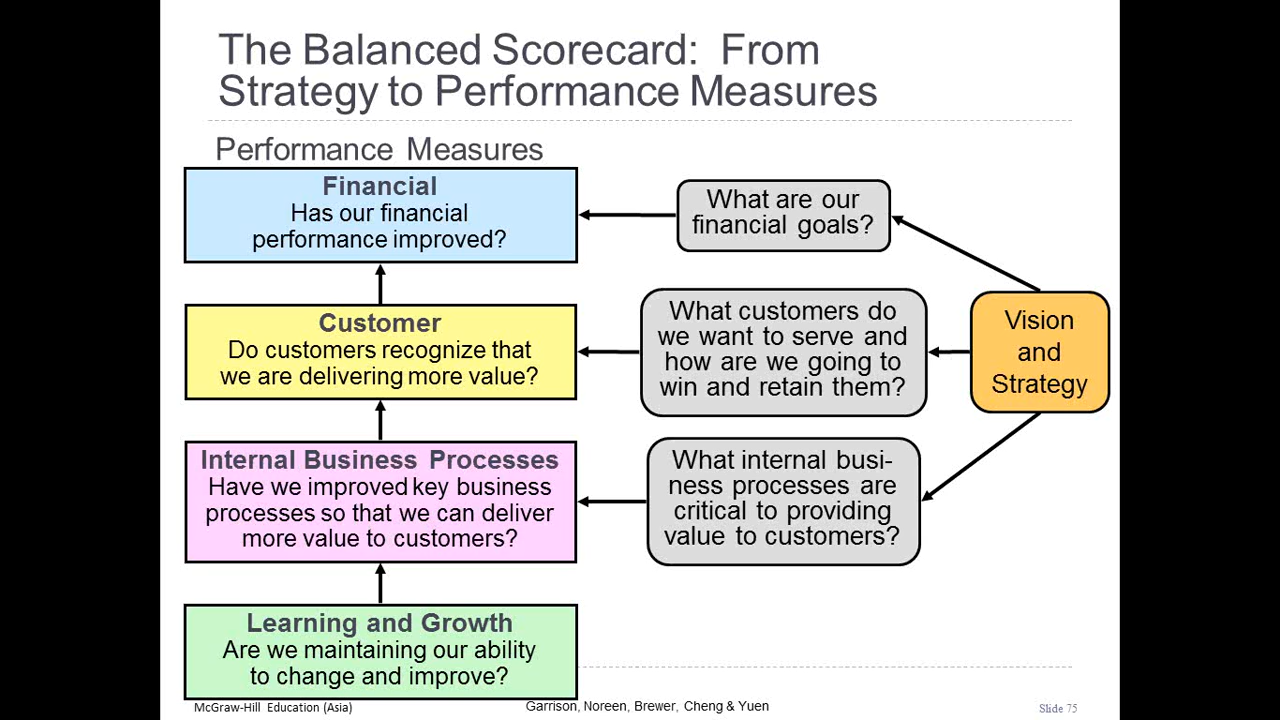 The Balanced Scorecard: From
Strategy to Performance Measures
Performance Measures
Financial
Has our financial
performance improved?
What are our
financial goals?
Customer
Do customers recognize that
we are delivering more value?
What customers do
we want to serve and
how are we going to
win and retain them?
Vision
and
Strategy
Internal Business Processes
Have we improved key business
processes so that we can deliver
more value to customers?
What internal busi-
ness processes are
critical to providing
value to customers?
Learning and Growth
Are we maintaining our ability
to change and improve?
McGraw-Hill Education (Asia)
Garrison, Noreen, Brewer, Cheng & Yuen
Slide 75